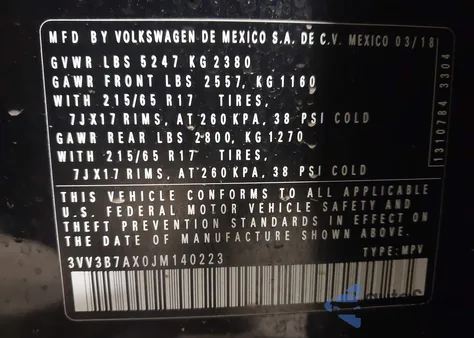 MFD BY VOLKSWAGEN DE MEXICO S.A. DE C.V. MEXICO 03/18
GVWR LBS 5247 KG 2380
GAWR FRONT LBS 2557, KG 1160
WITH 215/65 R17 TIRES,
7JX17 RIMS, AT 260 KPA, 38 PSI COLD
GAWR REAR LBS 2800, KG 1270
WITH 215/65 R17 TIRES,
7JX17 RIMS, AT 260 KPA, 38 PSI COLD
THIS VEHICLE CONFORMS TO ALL APPLICABLE
U.S. FEDERAL MOTOR VEHICLE SAFETY AND
THEFT PREVENTION STANDARDS IN EFFECT ON
THE DATE OF MANUFACTURE SHOWN ABOVE.
3VV3B7AX0JM140223 TYPE: MPV
1310784 3304